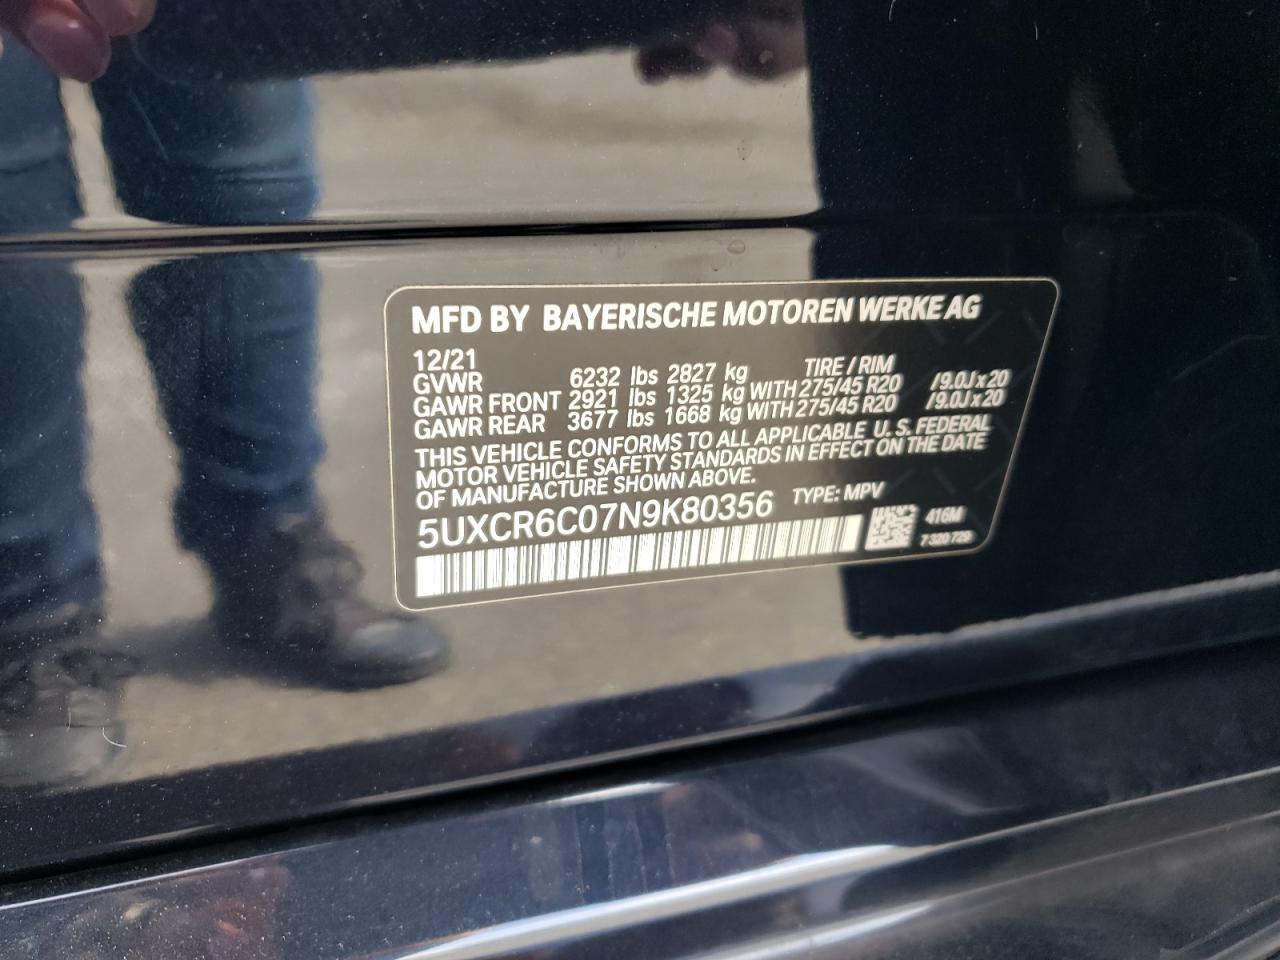 MFD BY BAYERISCHE MOTOREN WERKE AG
12/21 TIRE / RIM
GVWR 6232 lbs 2827 kg
GAWR FRONT 2921 lbs 1325 kg WITH 275/45 R20 /9.0J x 20
GAWR REAR 3677 lbs 1668 kg WITH 275/45 R20 /9.0J x 20
THIS VEHICLE CONFORMS TO ALL APPLICABLE U.S. FEDERAL
MOTOR VEHICLE SAFETY STANDARDS IN EFFECT ON THE DATE
OF MANUFACTURE SHOWN ABOVE.
5UXCR6C07N9K80356 TYPE: MPV
416M